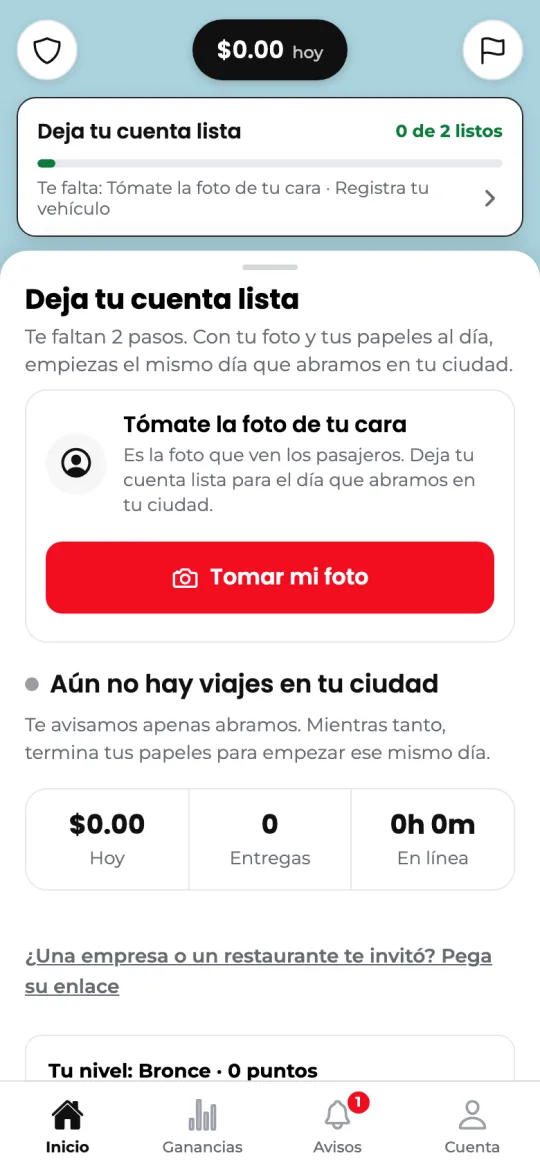 $0.00 hoy
Deja tu cuenta lista
0 de 2 listos
Te falta: Tómate la foto de tu cara · Registra tu
vehículo
Deja tu cuenta lista
Te faltan 2 pasos. Con tu foto y tus papeles al día,
empiezas el mismo día que abramos en tu ciudad.
Tómate la foto de tu cara
Es la foto que ven los pasajeros. Deja tu
cuenta lista para el día que abramos en
tu ciudad.
Tomar mi foto
Aún no hay viajes en tu ciudad
Te avisamos apenas abramos. Mientras tanto,
termina tus papeles para empezar ese mismo día.
$0.00
Hoy
0
Entregas
0h 0m
En línea
¿Una empresa o un restaurante te invitó? Pega
su enlace
Tu nivel: Bronce · 0 puntos
Inicio
Ganancias
1
Avisos
Cuenta